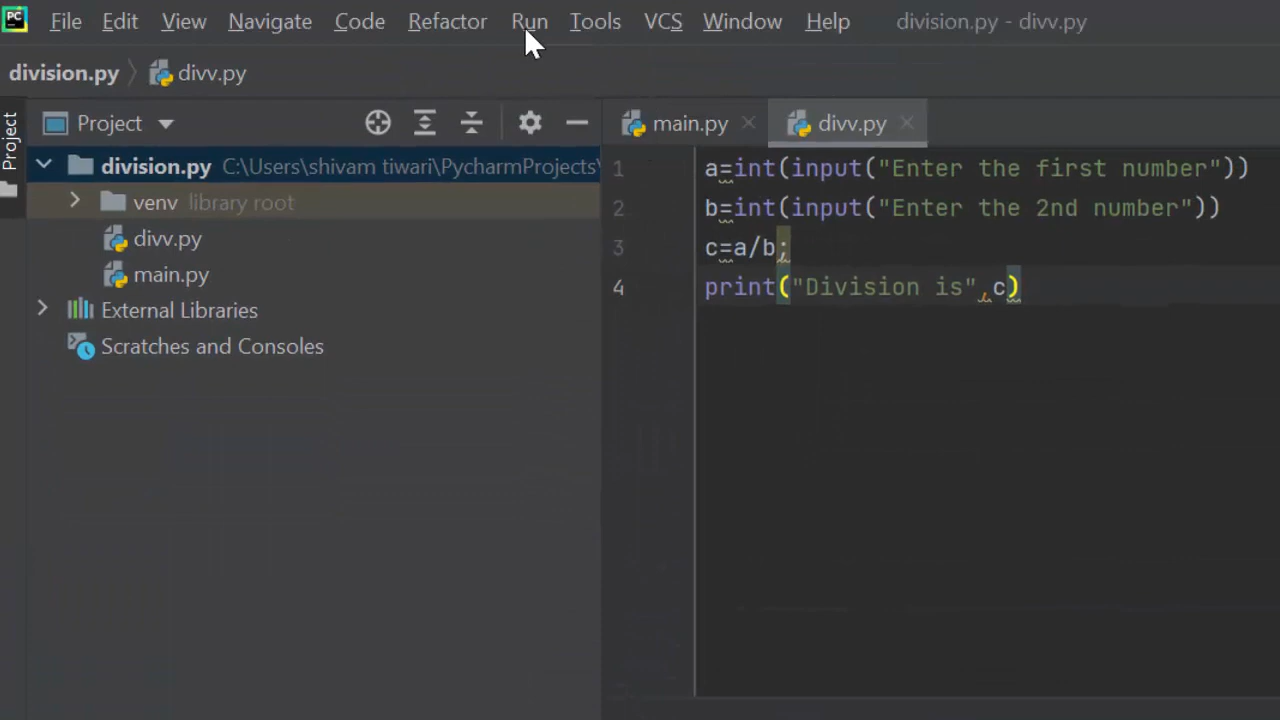 PC File Edit View Navigate Code Refactor Run Tools VCS Window Help division.py - divv.py
division.py divv.py
Project
Project
main.py divv.py
division.py C:\Users\shivam tiwari\PycharmProjects\
venv library root
divv.py
main.py
External Libraries
Scratches and Consoles
1 a=int(input("Enter the first number"))
2 b=int(input("Enter the 2nd number"))
3 c=a/b;
4 print("Division is",c)